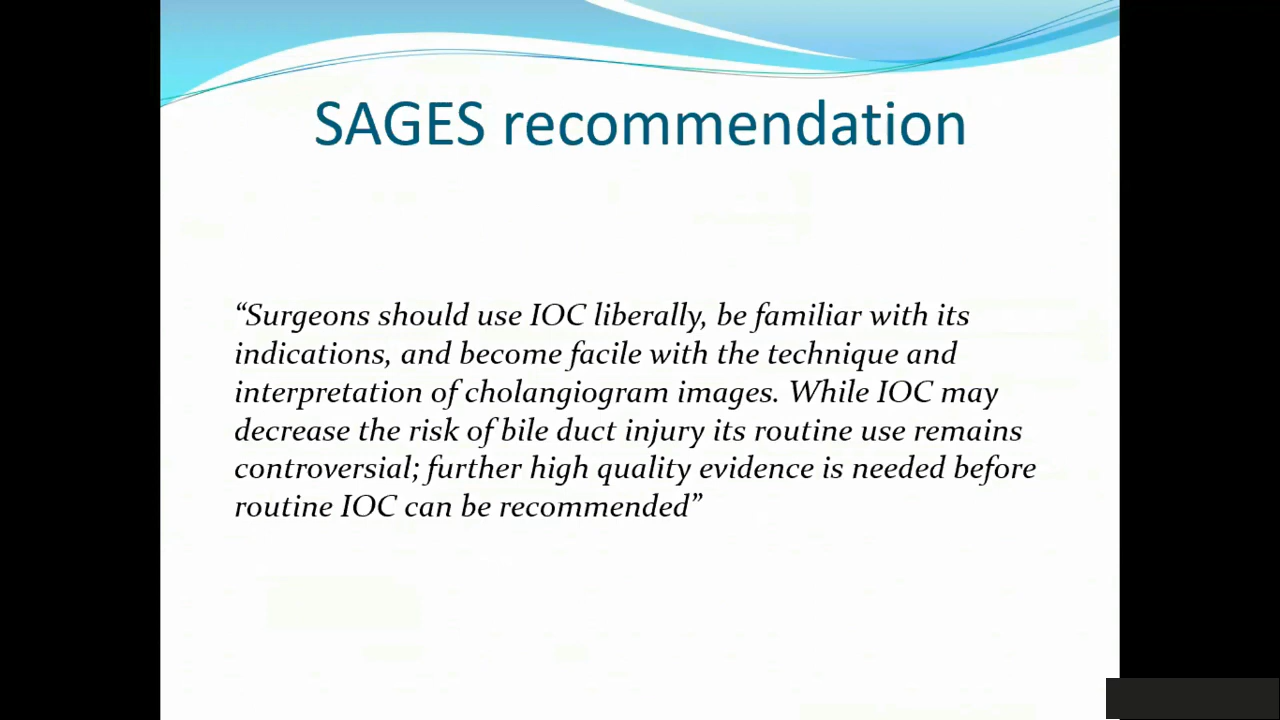 SAGES recommendation
“Surgeons should use IOC liberally, be familiar with its
indications, and become facile with the technique and
interpretation of cholangiogram images. While IOC may
decrease the risk of bile duct injury its routine use remains
controversial; further high quality evidence is needed before
routine IOC can be recommended”